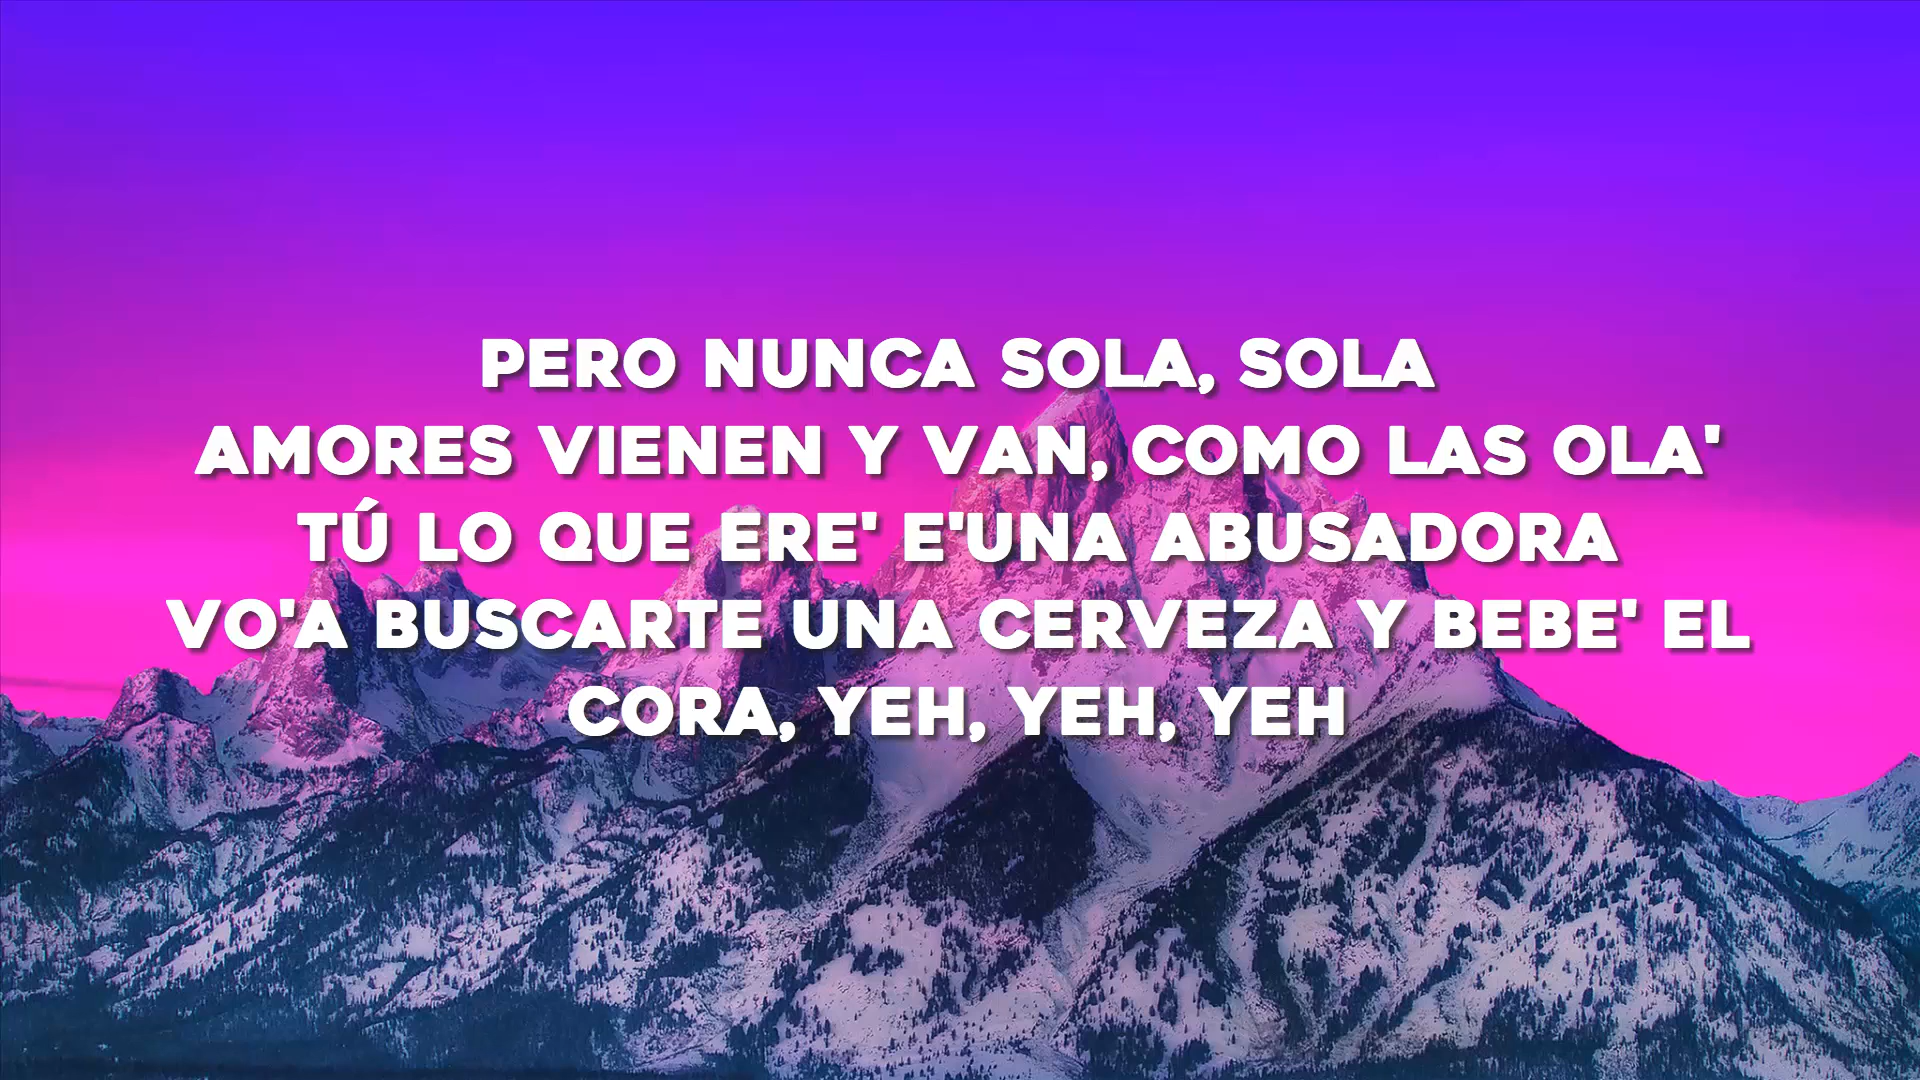 PERO NUNCA SOLA, SOLA
AMORES VIENEN Y VAN, COMO LAS OLA'
TÚ LO QUE ERE' E'UNA ABUSADORA
VO'A BUSCARTE UNA CERVEZA Y BEBE' EL
CORA, YEH, YEH, YEH